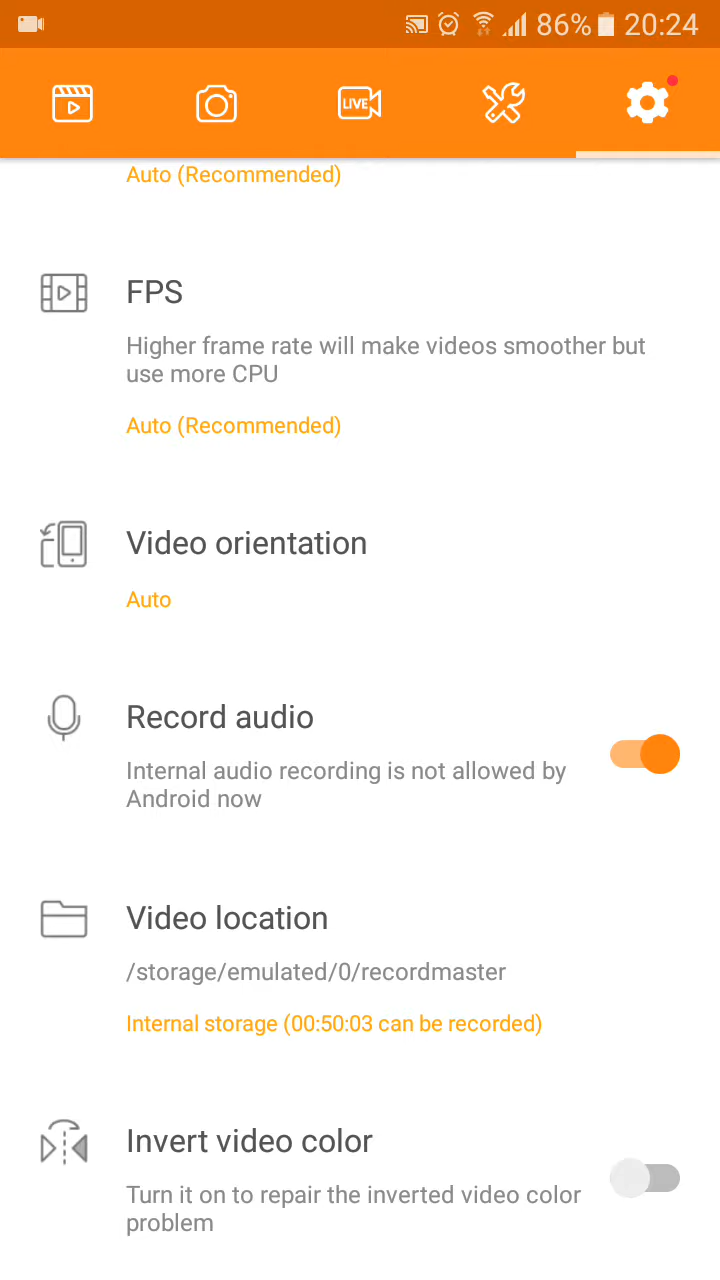 86% 20:24
LIVE
Auto (Recommended)
FPS
Higher frame rate will make videos smoother but
use more CPU
Auto (Recommended)
Video orientation
Auto
Record audio
Internal audio recording is not allowed by
Android now
Video location
/storage/emulated/0/recordmaster
Internal storage (00:50:03 can be recorded)
Invert video color
Turn it on to repair the inverted video color
problem